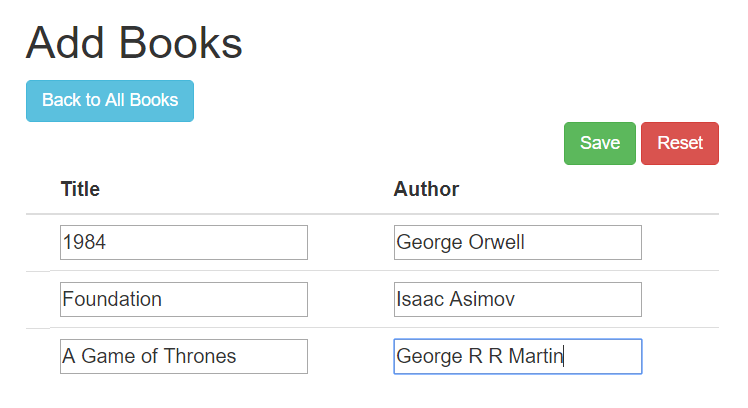 Add Books
Back to All Books
Save Reset
Title Author
1984 George Orwell
Foundation Isaac Asimov
A Game of Thrones George R R Martin